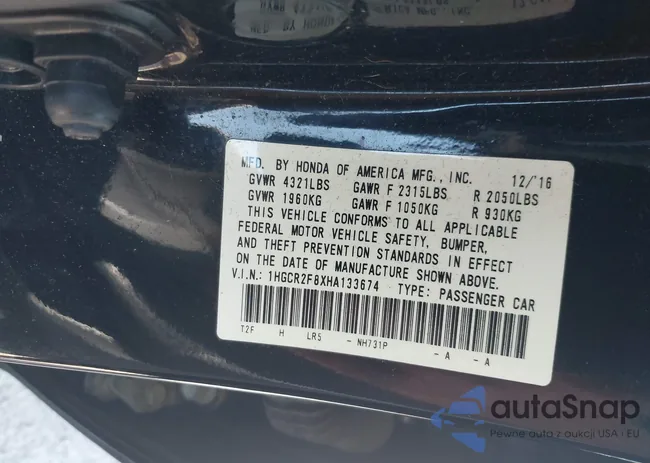 MFD. BY HONDA OF AMERICA MFG., INC. 12/'16
GVWR 4321LBS GAWR F 2315LBS R 2050LBS
GVWR 1960KG GAWR F 1050KG R 930KG
THIS VEHICLE CONFORMS TO ALL APPLICABLE
FEDERAL MOTOR VEHICLE SAFETY, BUMPER,
AND THEFT PREVENTION STANDARDS IN EFFECT
ON THE DATE OF MANUFACTURE SHOWN ABOVE.
V.I.N.: 1HGCR2F8XHA133674 TYPE: PASSENGER CAR
T2F H LR5 - NH731P - A - A
autaSnap
Pewne auta z aukcji USA i EU